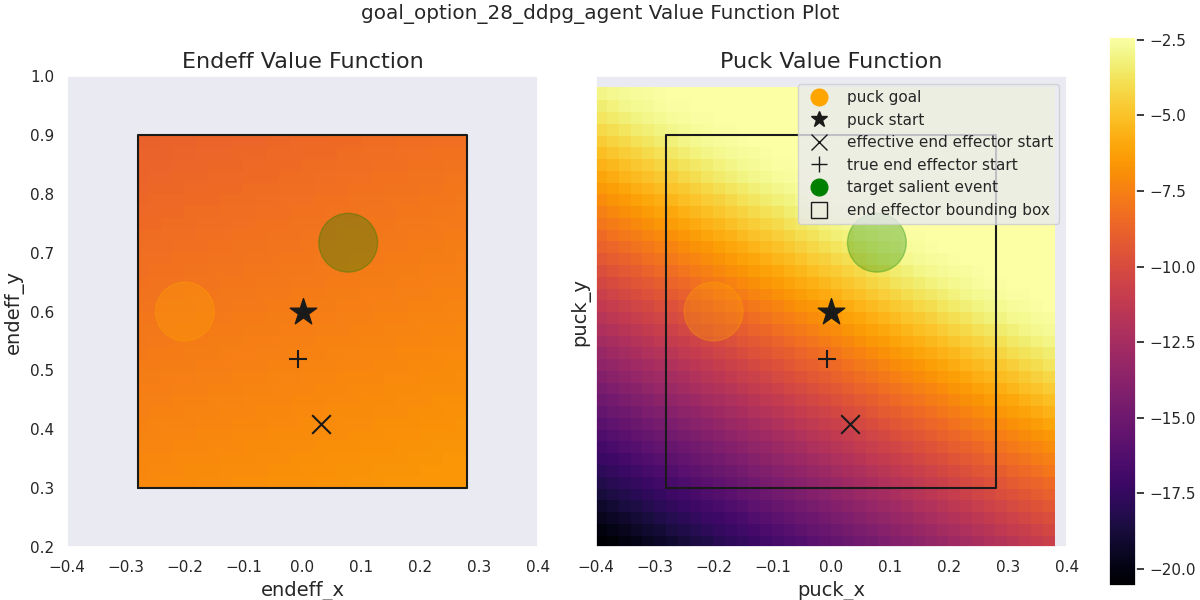 goal_option_28_ddpg_agent Value Function Plot
Endeff Value Function
1.0
0.9
0.8
0.7
0.6
0.5
0.4
0.3
0.2
endeff_y
−0.4 −0.3 −0.2 −0.1 0.0 0.1 0.2 0.3 0.4
endeff_x
Puck Value Function
puck goal
puck start
effective end effector start
true end effector start
target salient event
end effector bounding box
puck_y
−0.4 −0.3 −0.2 −0.1 0.0 0.1 0.2 0.3 0.4
puck_x
−2.5
−5.0
−7.5
−10.0
−12.5
−15.0
−17.5
−20.0